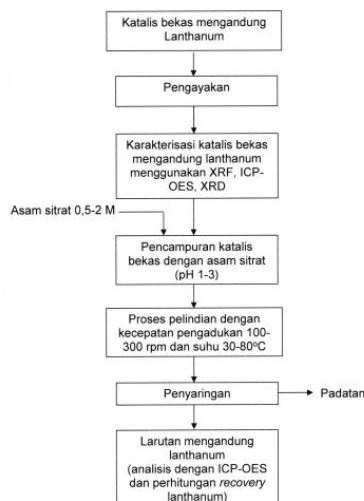 Katalis bekas mengandung
Lanthanum
Pengayakan
Karakterisasi katalis bekas
mengandung lanthanum
menggunakan XRF, ICP-
OES, XRD
Asam sitrat 0,5-2 M
Pencampuran katalis
bekas dengan asam sitrat
(pH 1-3)
Proses pelindian dengan
kecepatan pengadukan 100-
300 rpm dan suhu 30-80ºC
Penyaringan
Padatan
Larutan mengandung
lanthanum
(analisis dengan ICP-OES
dan perhitungan recovery
lanthanum)